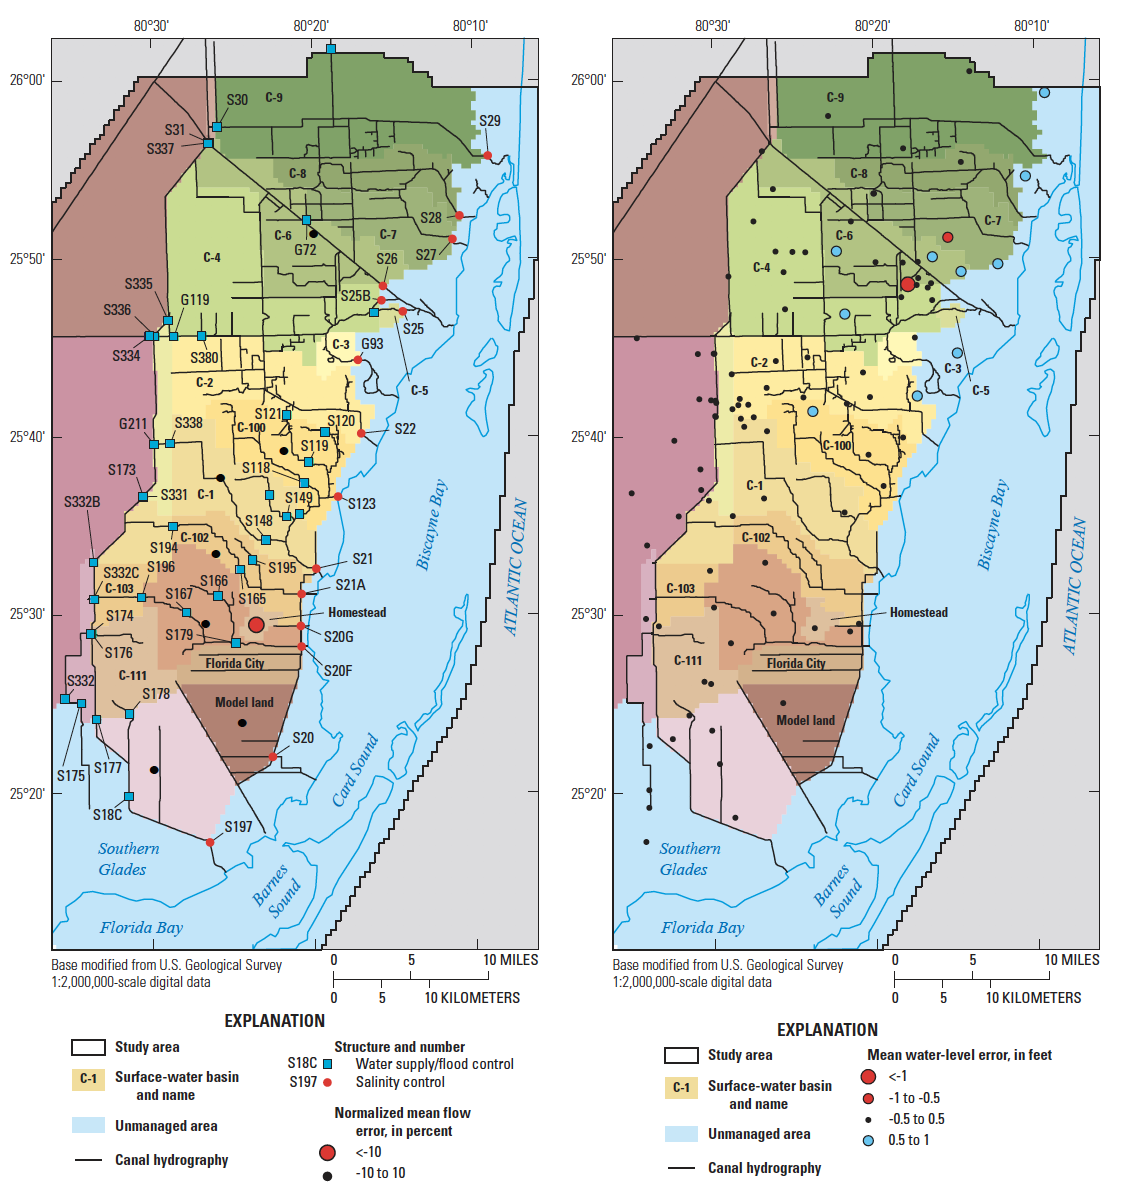 80°30'
80°20'
80°10'
26°00'
S30
C-9
S31
S337
S29
C-8
S28
C-6
G72
C-7
S27
25°50'
C-4
S26
S335
G119
S25B
S336
S25
S334
S380
C-3
G93
C-2
C-5
S121
S120
G211
S338
C-100
S22
25°40'
S119
S118
S173
S331
C-1
S149
S123
S332B
S148
Biscayne Bay
ATLANTIC OCEAN
S194
C-102
S21
S332C
S196
S195
S21A
C-103
S166
S167
S165
25°30'
S174
Homestead
S179
S20G
S176
Florida City
S20F
C-111
S332
S178
Model land
S20
S175
S177
Card Sound
25°20'
S18C
S197
Southern
Glades
Barnes
Sound
Florida Bay
Base modified from U.S. Geological Survey
1:2,000,000-scale digital data
0 5 10 MILES
0 5 10 KILOMETERS
EXPLANATION
Study area
C-1 Surface-water basin
and name
Unmanaged area
Canal hydrography
Structure and number
S18C Water supply/flood control
S197 Salinity control
Normalized mean flow
error, in percent
<-10
-10 to 10
80°30'
80°20'
80°10'
26°00'
C-9
C-8
C-7
C-6
25°50'
C-4
C-2
C-3
C-5
25°40'
C-100
C-1
Biscayne Bay
ATLANTIC OCEAN
C-102
C-103
25°30'
Homestead
C-111
Florida City
Model land
Card Sound
25°20'
Southern
Glades
Barnes
Sound
Florida Bay
Base modified from U.S. Geological Survey
1:2,000,000-scale digital data
0 5 10 MILES
0 5 10 KILOMETERS
EXPLANATION
Study area
C-1 Surface-water basin
and name
Unmanaged area
Canal hydrography
Mean water-level error, in feet
<-1
-1 to -0.5
-0.5 to 0.5
0.5 to 1